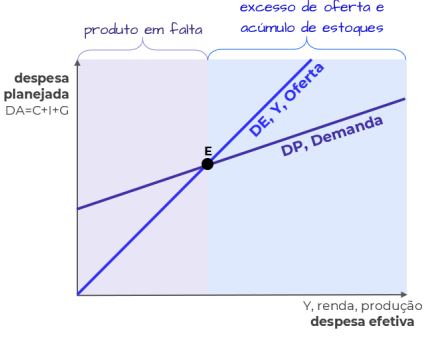 excesso de oferta e
acúmulo de estoques
produto em falta
despesa
planejada
DA=C+I+G
DE, Y, Oferta
DP, Demanda
E
Y, renda, produção
despesa efetiva